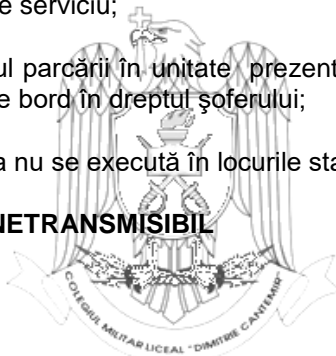 e serviciu;
ul parcării în unitate prezent
e bord în dreptul şoferului;
a nu se execută în locurile sta
NETRANSMISIBIL
COLEGIUL MILITAR LICEAL "DIMITRIE CANTEMIR"